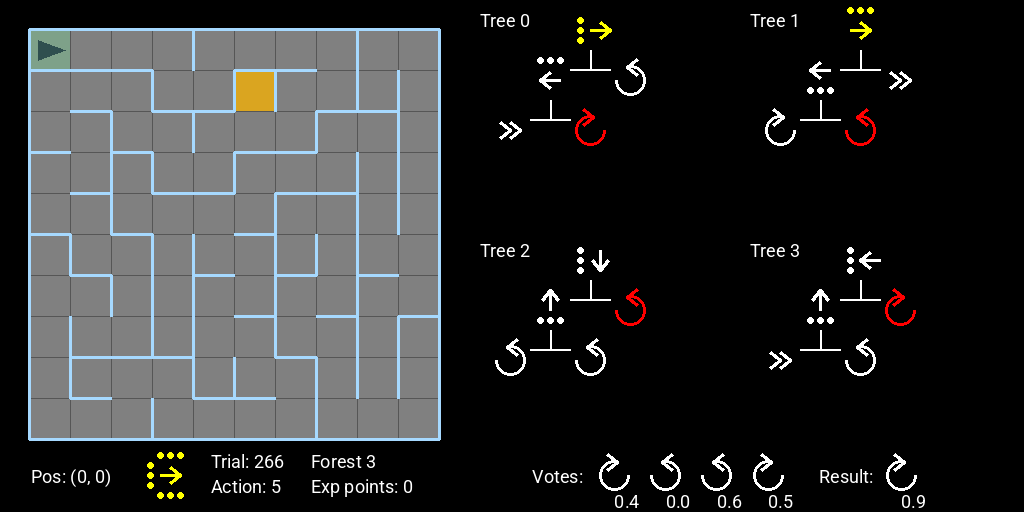 Tree 0
Tree 1
Tree 2
Tree 3
Pos: (0, 0)
Trial: 266
Forest 3
Action: 5
Exp points: 0
Votes:
0.4
0.0
0.6
0.5
Result:
0.9